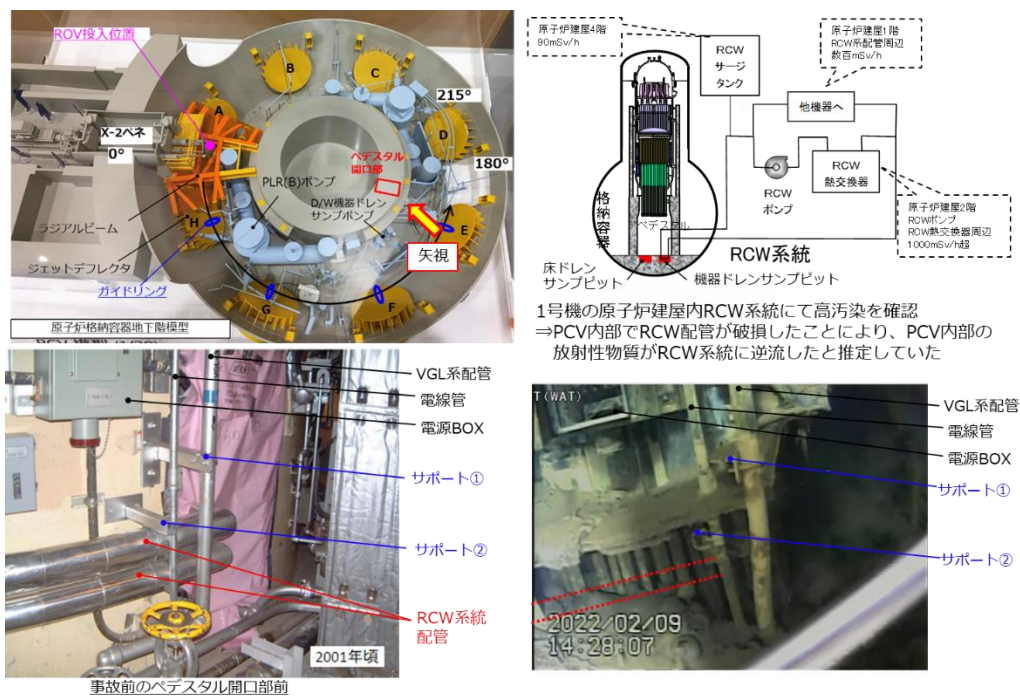 ROV投入位置
X-2ペネ
0°
A
B
C
D
E
F
G
H
215°
180°
ペデスタル
開口部
PLR(B)ポンプ
D/W機器ドレン
サンプポンプ
ラジアルビーム
ジェットデフレクタ
ガイドリング
矢視
原子炉格納容器地下階模型
原子炉建屋4階
90mSv/h
RCW
サージ
タンク
原子炉建屋1階
RCW系配管周辺
数百mSv/h
他機器へ
RCW
ポンプ
RCW
熱交換器
原子炉建屋2階
RCWポンプ
RCW熱交換器周辺
1000mSv/h超
格納容器
ペデスタル
RCW系統
床ドレン
サンプピット
機器ドレンサンプピット
1号機の原子炉建屋内RCW系統にて高汚染を確認
⇒PCV内部でRCW配管が破損したことにより、PCV内部の
放射性物質がRCW系統に逆流したと推定していた
VGL系配管
電線管
電源BOX
サポート①
サポート②
RCW系統
配管
2001年頃
事故前のペデスタル開口部前
T(WAT)
VGL系配管
電線管
電源BOX
サポート①
サポート②
2022/02/09
14:28:07